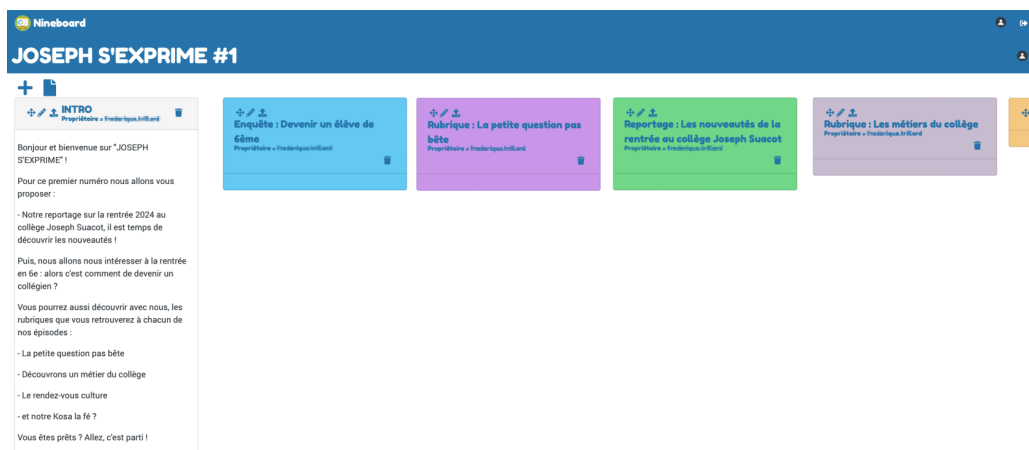 Nineboard
JOSEPH S'EXPRIME #1
INTRO
Propriétaire =
Bonjour et bienvenue sur "JOSEPH
S'EXPRIME" !
Pour ce premier numéro nous allons vous
proposer :
- Notre reportage sur la rentrée 2024 au
collège Joseph Suacot, il est temps de
découvrir les nouveautés !
Puis, nous allons nous intéresser à la rentrée
en 6e : alors c'est comment de devenir un
collégien ?
Vous pourrez aussi découvrir avec nous, les
rubriques que vous retrouverez à chacun de
nos épisodes :
- La petite question pas bête
- Découvrons un métier du collège
- Le rendez-vous culture
- et notre Kosa la fé ?
Vous êtes prêts ? Allez, c'est parti !
Enquête : Devenir un élève de
6ème
Propriétaire =
Rubrique : La petite question pas
bête
Propriétaire =
Reportage : Les nouveautés de la
rentrée au collège Joseph Suacot
Propriétaire =
Rubrique : Les métiers du collège
Propriétaire =